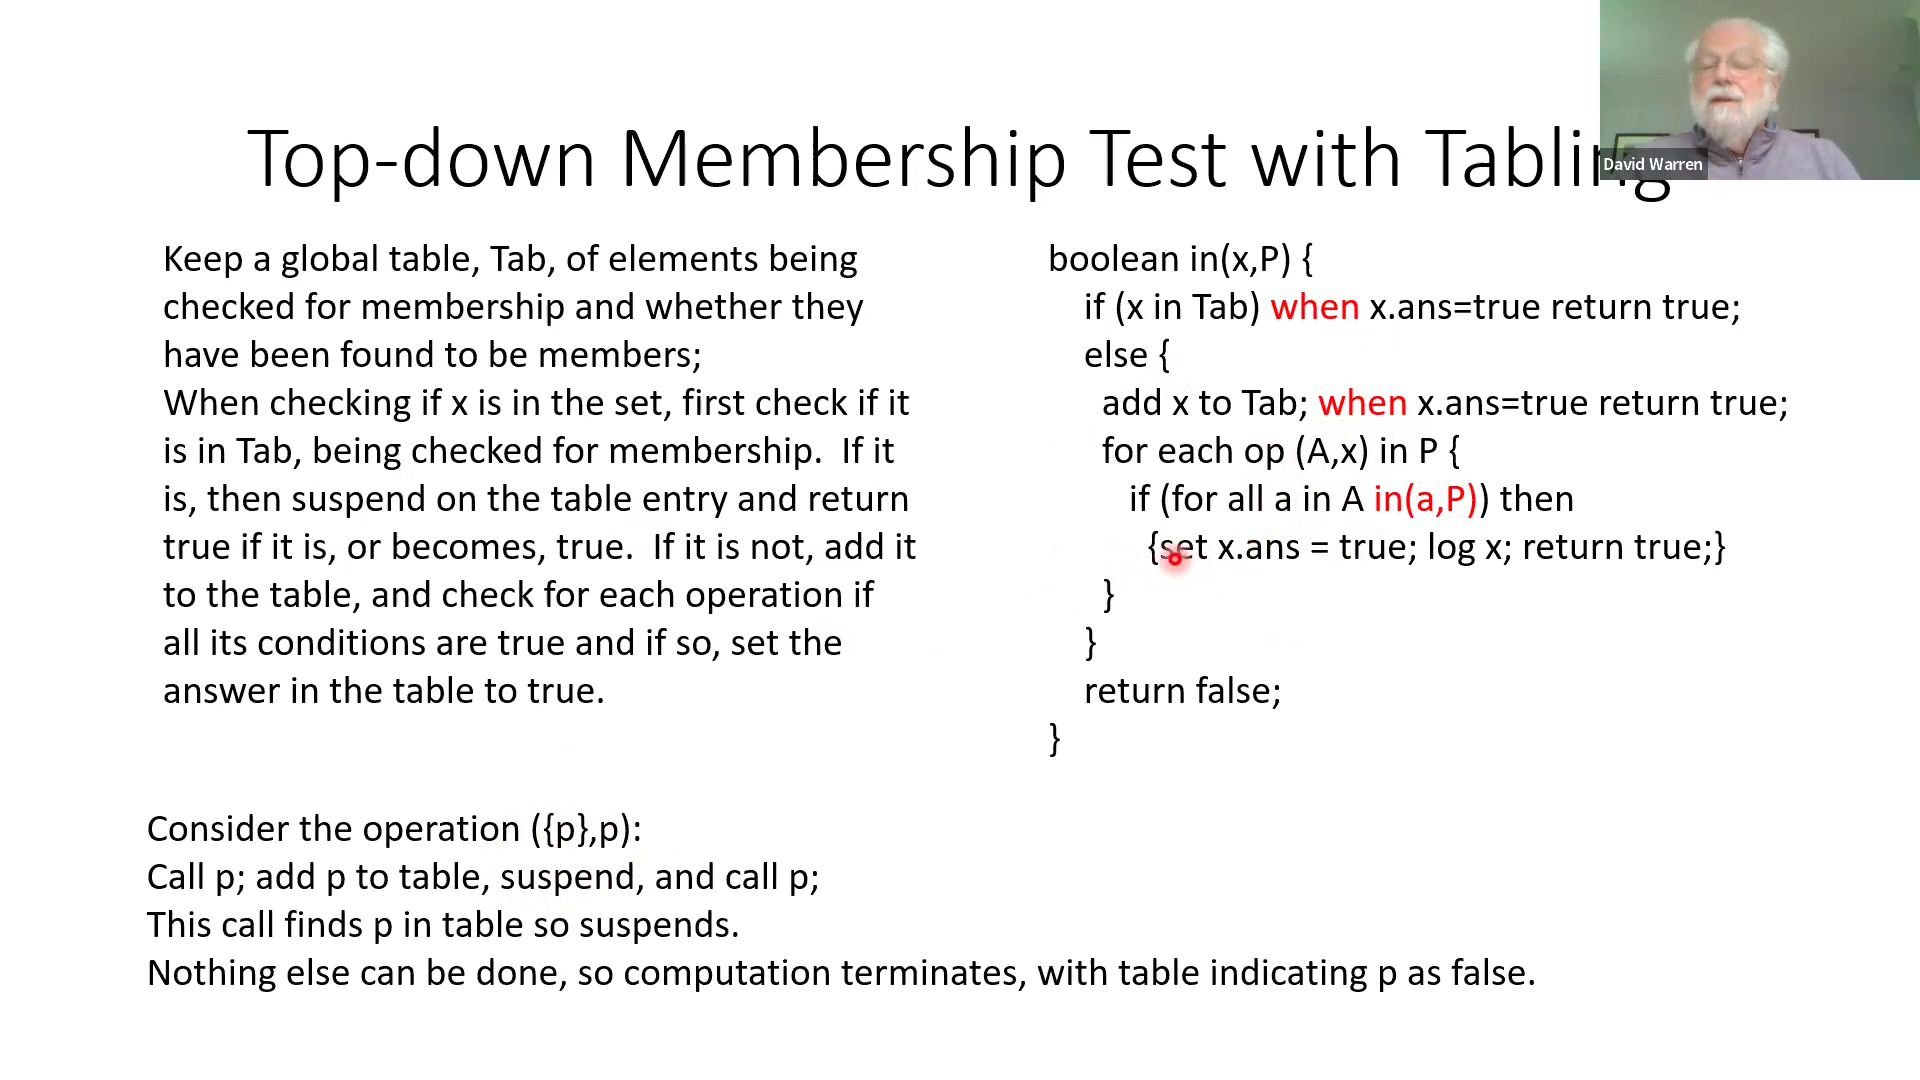 Top-down Membership Test with Tabling
David Warren
Keep a global table, Tab, of elements being
checked for membership and whether they
have been found to be members;
When checking if x is in the set, first check if it
is in Tab, being checked for membership.  If it
is, then suspend on the table entry and return
true if it is, or becomes, true.  If it is not, add it
to the table, and check for each operation if
all its conditions are true and if so, set the
answer in the table to true.
boolean in(x,P) {
if (x in Tab) when x.ans=true return true;
else {
add x to Tab; when x.ans=true return true;
for each op (A,x) in P {
if (for all a in A in(a,P)) then
{set x.ans = true; log x; return true;}
}
}
return false;
}
Consider the operation ({p},p):
Call p; add p to table, suspend, and call p;
This call finds p in table so suspends.
Nothing else can be done, so computation terminates, with table indicating p as false.